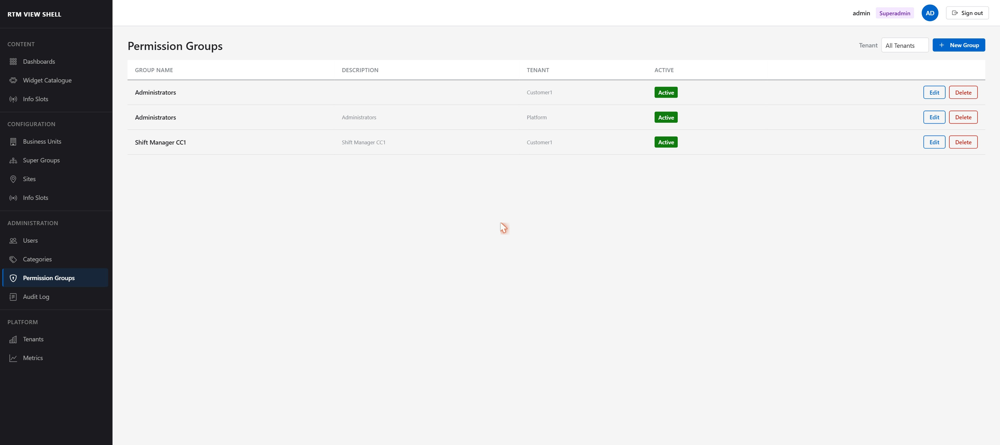 RTM VIEW SHELL
CONTENT
Dashboards
Widget Catalogue
Info Slots
CONFIGURATION
Business Units
Super Groups
Sites
Info Slots
ADMINISTRATION
Users
Categories
Permission Groups
Audit Log
PLATFORM
Tenants
Metrics
admin Superadmin AD Sign out
Permission Groups
Tenant All Tenants + New Group
GROUP NAME DESCRIPTION TENANT ACTIVE
Administrators Customer1 Active Edit Delete
Administrators Administrators Platform Active Edit Delete
Shift Manager CC1 Shift Manager CC1 Customer1 Active Edit Delete